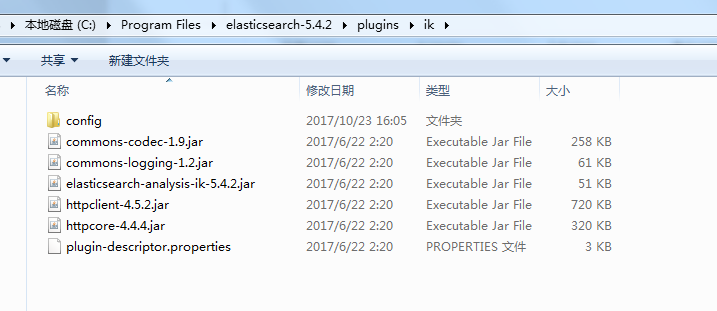 本地磁盘 (C:) Program Files elasticsearch-5.4.2 plugins ik
共享 新建文件夹
名称 修改日期 类型 大小
config 2017/10/23 16:05 文件夹
commons-codec-1.9.jar 2017/6/22 2:20 Executable Jar File 258 KB
commons-logging-1.2.jar 2017/6/22 2:20 Executable Jar File 61 KB
elasticsearch-analysis-ik-5.4.2.jar 2017/6/22 2:20 Executable Jar File 51 KB
httpclient-4.5.2.jar 2017/6/22 2:20 Executable Jar File 720 KB
httpcore-4.4.4.jar 2017/6/22 2:20 Executable Jar File 320 KB
plugin-descriptor.properties 2017/6/22 2:20 PROPERTIES 文件 3 KB